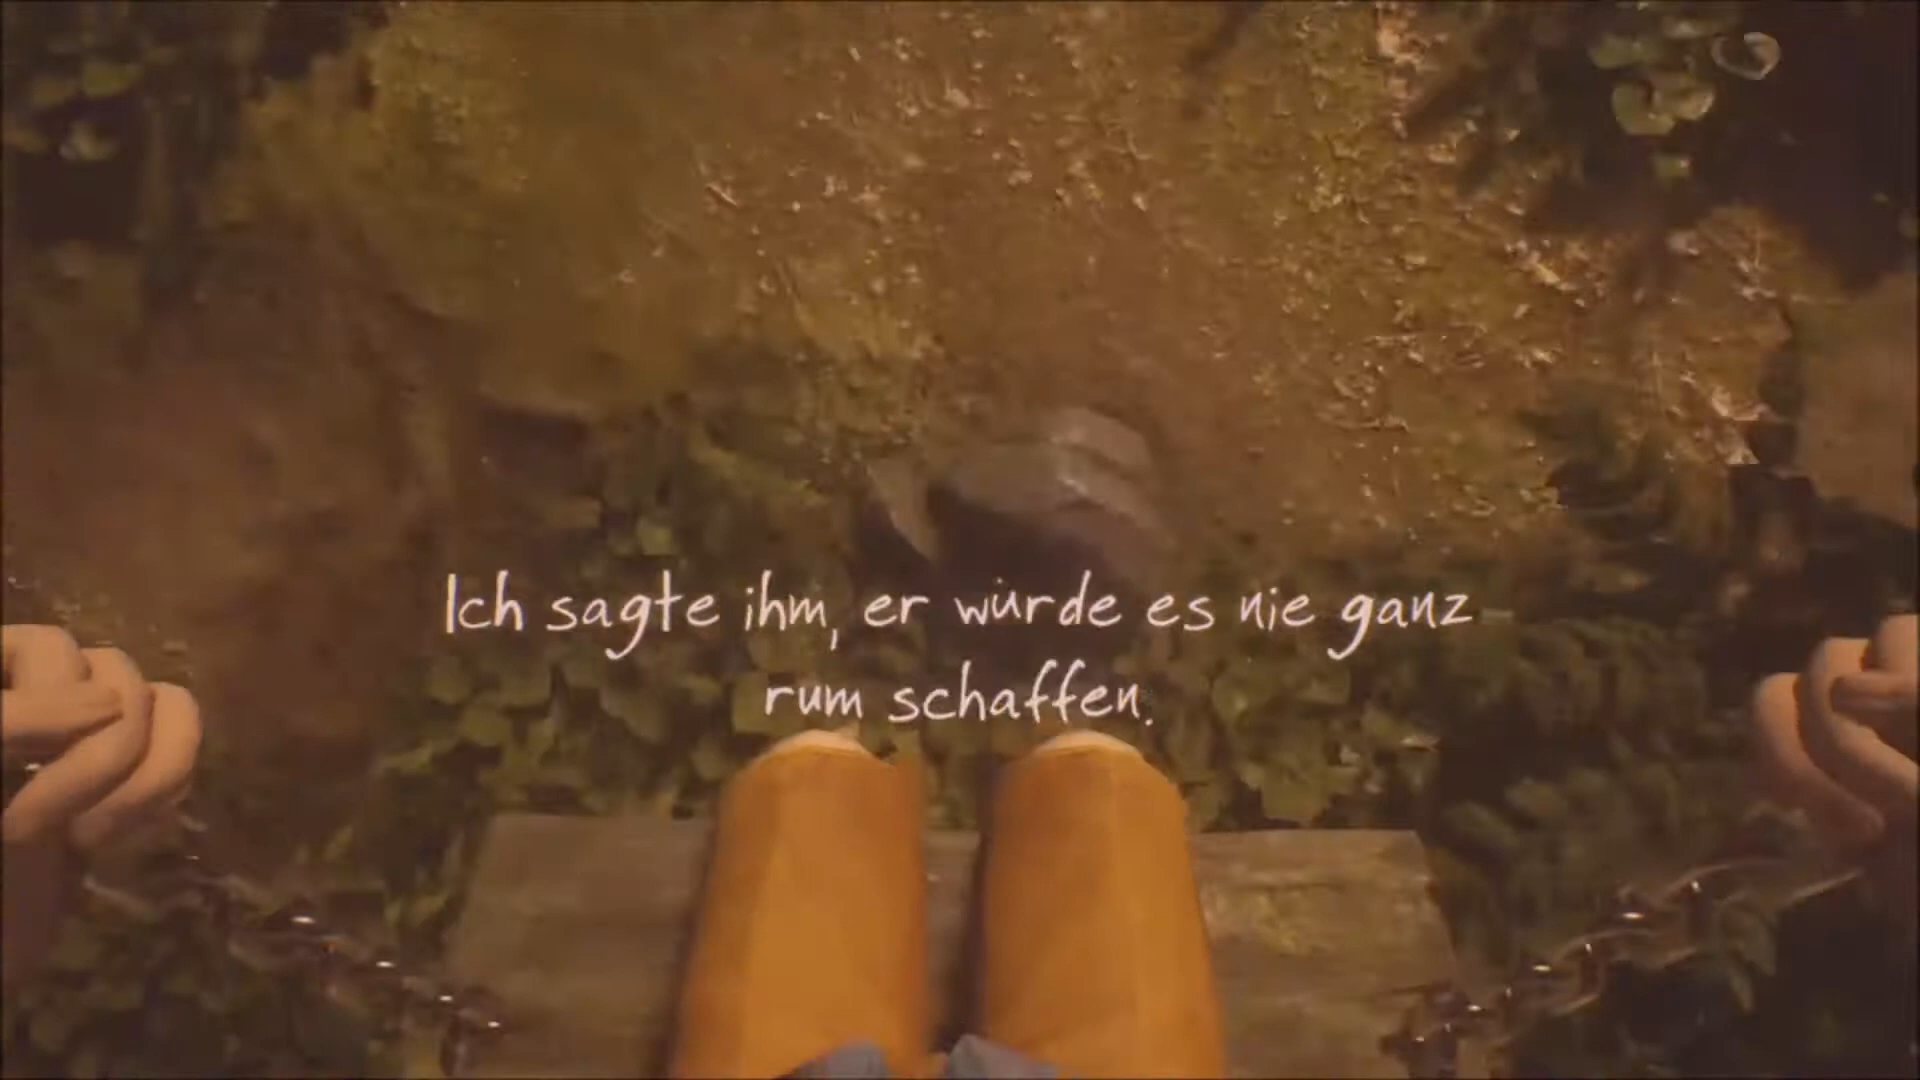 Ich sagte ihm, er würde es nie ganz
rum schaffen.